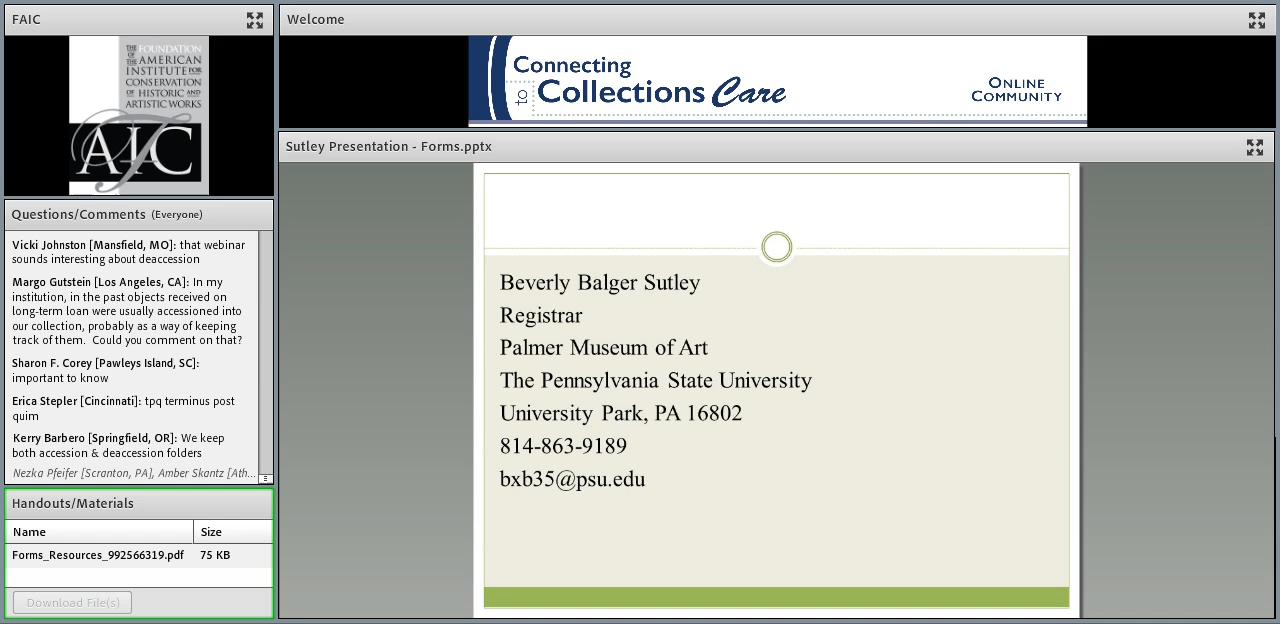 FAIC
THE FOUNDATION
OF THE AMERICAN
INSTITUTE FOR
CONSERVATION
OF HISTORIC AND
ARTISTIC WORKS
FAIC
Welcome
Connecting
to Collections Care
ONLINE
COMMUNITY
Questions/Comments (Everyone)
Vicki Johnston [Mansfield, MO]: that webinar
sounds interesting about deaccession
Margo Gutstein [Los Angeles, CA]: In my
institution, in the past objects received on
long-term loan were usually accessioned into
our collection, probably as a way of keeping
track of them. Could you comment on that?
Sharon F. Corey [Pawleys Island, SC]:
important to know
Erica Stepler [Cincinnati]: tpq terminus post
quim
Kerry Barbero [Springfield, OR]: We keep
both accession & deaccession folders
Nezka Pfeifer [Scranton, PA], Amber Skantz [Ath...
Handouts/Materials
Name Size
Forms_Resources_992566319.pdf 75 KB
Download File(s)
Sutley Presentation - Forms.pptx
Beverly Balger Sutley
Registrar
Palmer Museum of Art
The Pennsylvania State University
University Park, PA 16802
814-863-9189
bxb35@psu.edu